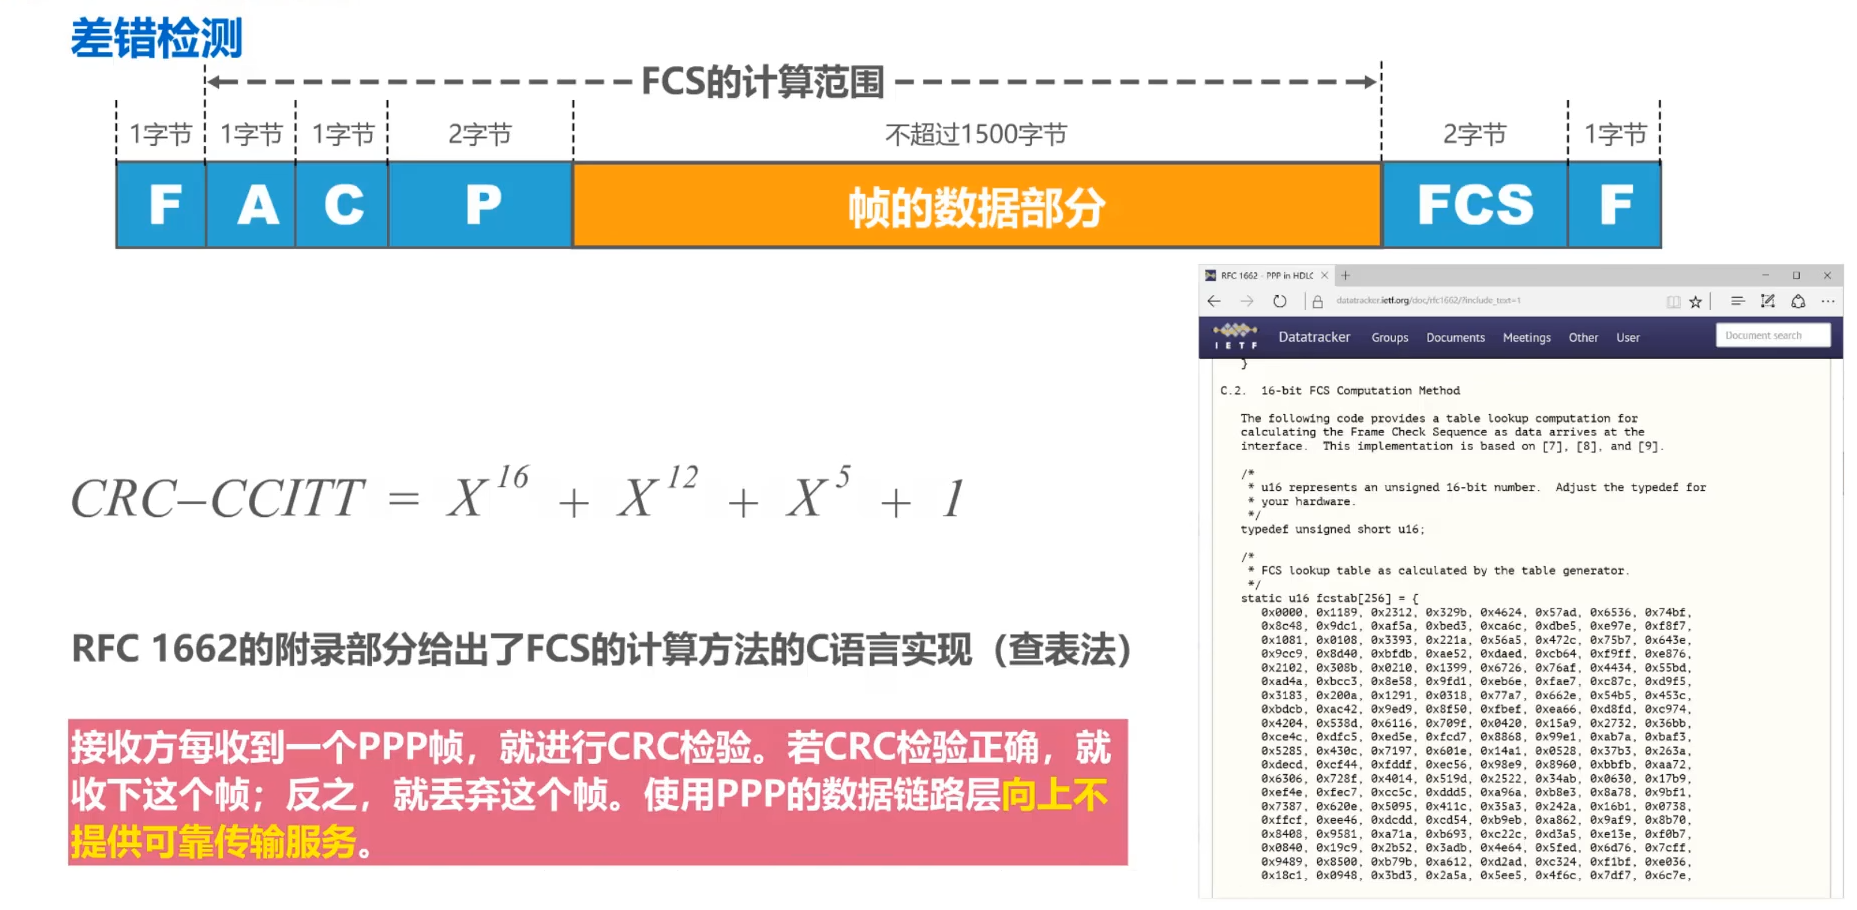 差错检测
FCS的计算范围
1字节 1字节 1字节 2字节 不超过1500字节 2字节 1字节
F A C P 帧的数据部分 FCS F
CRC–CCITT = X^16 + X^12 + X^5 + 1
RFC 1662的附录部分给出了FCS的计算方法的C语言实现（查表法）
接收方每收到一个PPP帧，就进行CRC检验。若CRC检验正确，就
收下这个帧；反之，就丢弃这个帧。使用PPP的数据链路层向上不
提供可靠传输服务。
RFC 1662 - PPP in HDLC
datatracker.ietf.org/doc/rfc1662/?include_text=1
IETF Datatracker Groups Documents Meetings Other User Document search
}
C.2. 16-bit FCS Computation Method
The following code provides a table lookup computation for
calculating the Frame Check Sequence as data arrives at the
interface. This implementation is based on [7], [8], and [9].
/*
* u16 represents an unsigned 16-bit number. Adjust the typedef for
* your hardware.
*/
typedef unsigned short u16;
/*
* FCS lookup table as calculated by the table generator.
*/
static u16 fcstab[256] = {
0x0000, 0x1189, 0x2312, 0x329b, 0x4624, 0x57ad, 0x6536, 0x74bf,
0x8c48, 0x9dc1, 0xaf5a, 0xbed3, 0xca6c, 0xdbe5, 0xe97e, 0xf8f7,
0x1081, 0x0108, 0x3393, 0x221a, 0x56a5, 0x472c, 0x75b7, 0x643e,
0x9cc9, 0x8d40, 0xbfdb, 0xae52, 0xdaed, 0xcb64, 0xf9ff, 0xe876,
0x2102, 0x308b, 0x0210, 0x1399, 0x6726, 0x76af, 0x4434, 0x55bd,
0xad4a, 0xbcc3, 0x8e58, 0x9fd1, 0xeb6e, 0xfae7, 0xc87c, 0xd9f5,
0x3183, 0x200a, 0x1291, 0x0318, 0x77a7, 0x662e, 0x54b5, 0x453c,
0xbdcb, 0xac42, 0x9ed9, 0x8f50, 0xfbef, 0xea66, 0xd8fd, 0xc974,
0x4204, 0x538d, 0x6116, 0x709f, 0x0420, 0x15a9, 0x2732, 0x36bb,
0xce4c, 0xdfc5, 0xed5e, 0xfcd7, 0x8868, 0x99e1, 0xab7a, 0xbaf3,
0x5285, 0x430c, 0x7197, 0x601e, 0x14a1, 0x0528, 0x37b3, 0x263a,
0xdecd, 0xcf44, 0xfddf, 0xec56, 0x98e9, 0x8960, 0xbbfb, 0xaa72,
0x6306, 0x728f, 0x4014, 0x519d, 0x2522, 0x34ab, 0x0630, 0x17b9,
0xef4e, 0xfec7, 0xcc5c, 0xddd5, 0xa96a, 0xb8e3, 0x8a78, 0x9bf1,
0x7387, 0x620e, 0x5095, 0x411c, 0x35a3, 0x242a, 0x16b1, 0x0738,
0xffcf, 0xee46, 0xdcdd, 0xcd54, 0xb9eb, 0xa862, 0x9af9, 0x8b70,
0x8408, 0x9581, 0xa71a, 0xb693, 0xc22c, 0xd3a5, 0xe13e, 0xf0b7,
0x0840, 0x19c9, 0x2b52, 0x3adb, 0x4e64, 0x5fed, 0x6d76, 0x7cff,
0x9489, 0x8500, 0xb79b, 0xa612, 0xd2ad, 0xc324, 0xf1bf, 0xe036,
0x18c1, 0x0948, 0x3bd3, 0x2a5a, 0x5ee5, 0x4f6c, 0x7df7, 0x6c7e,